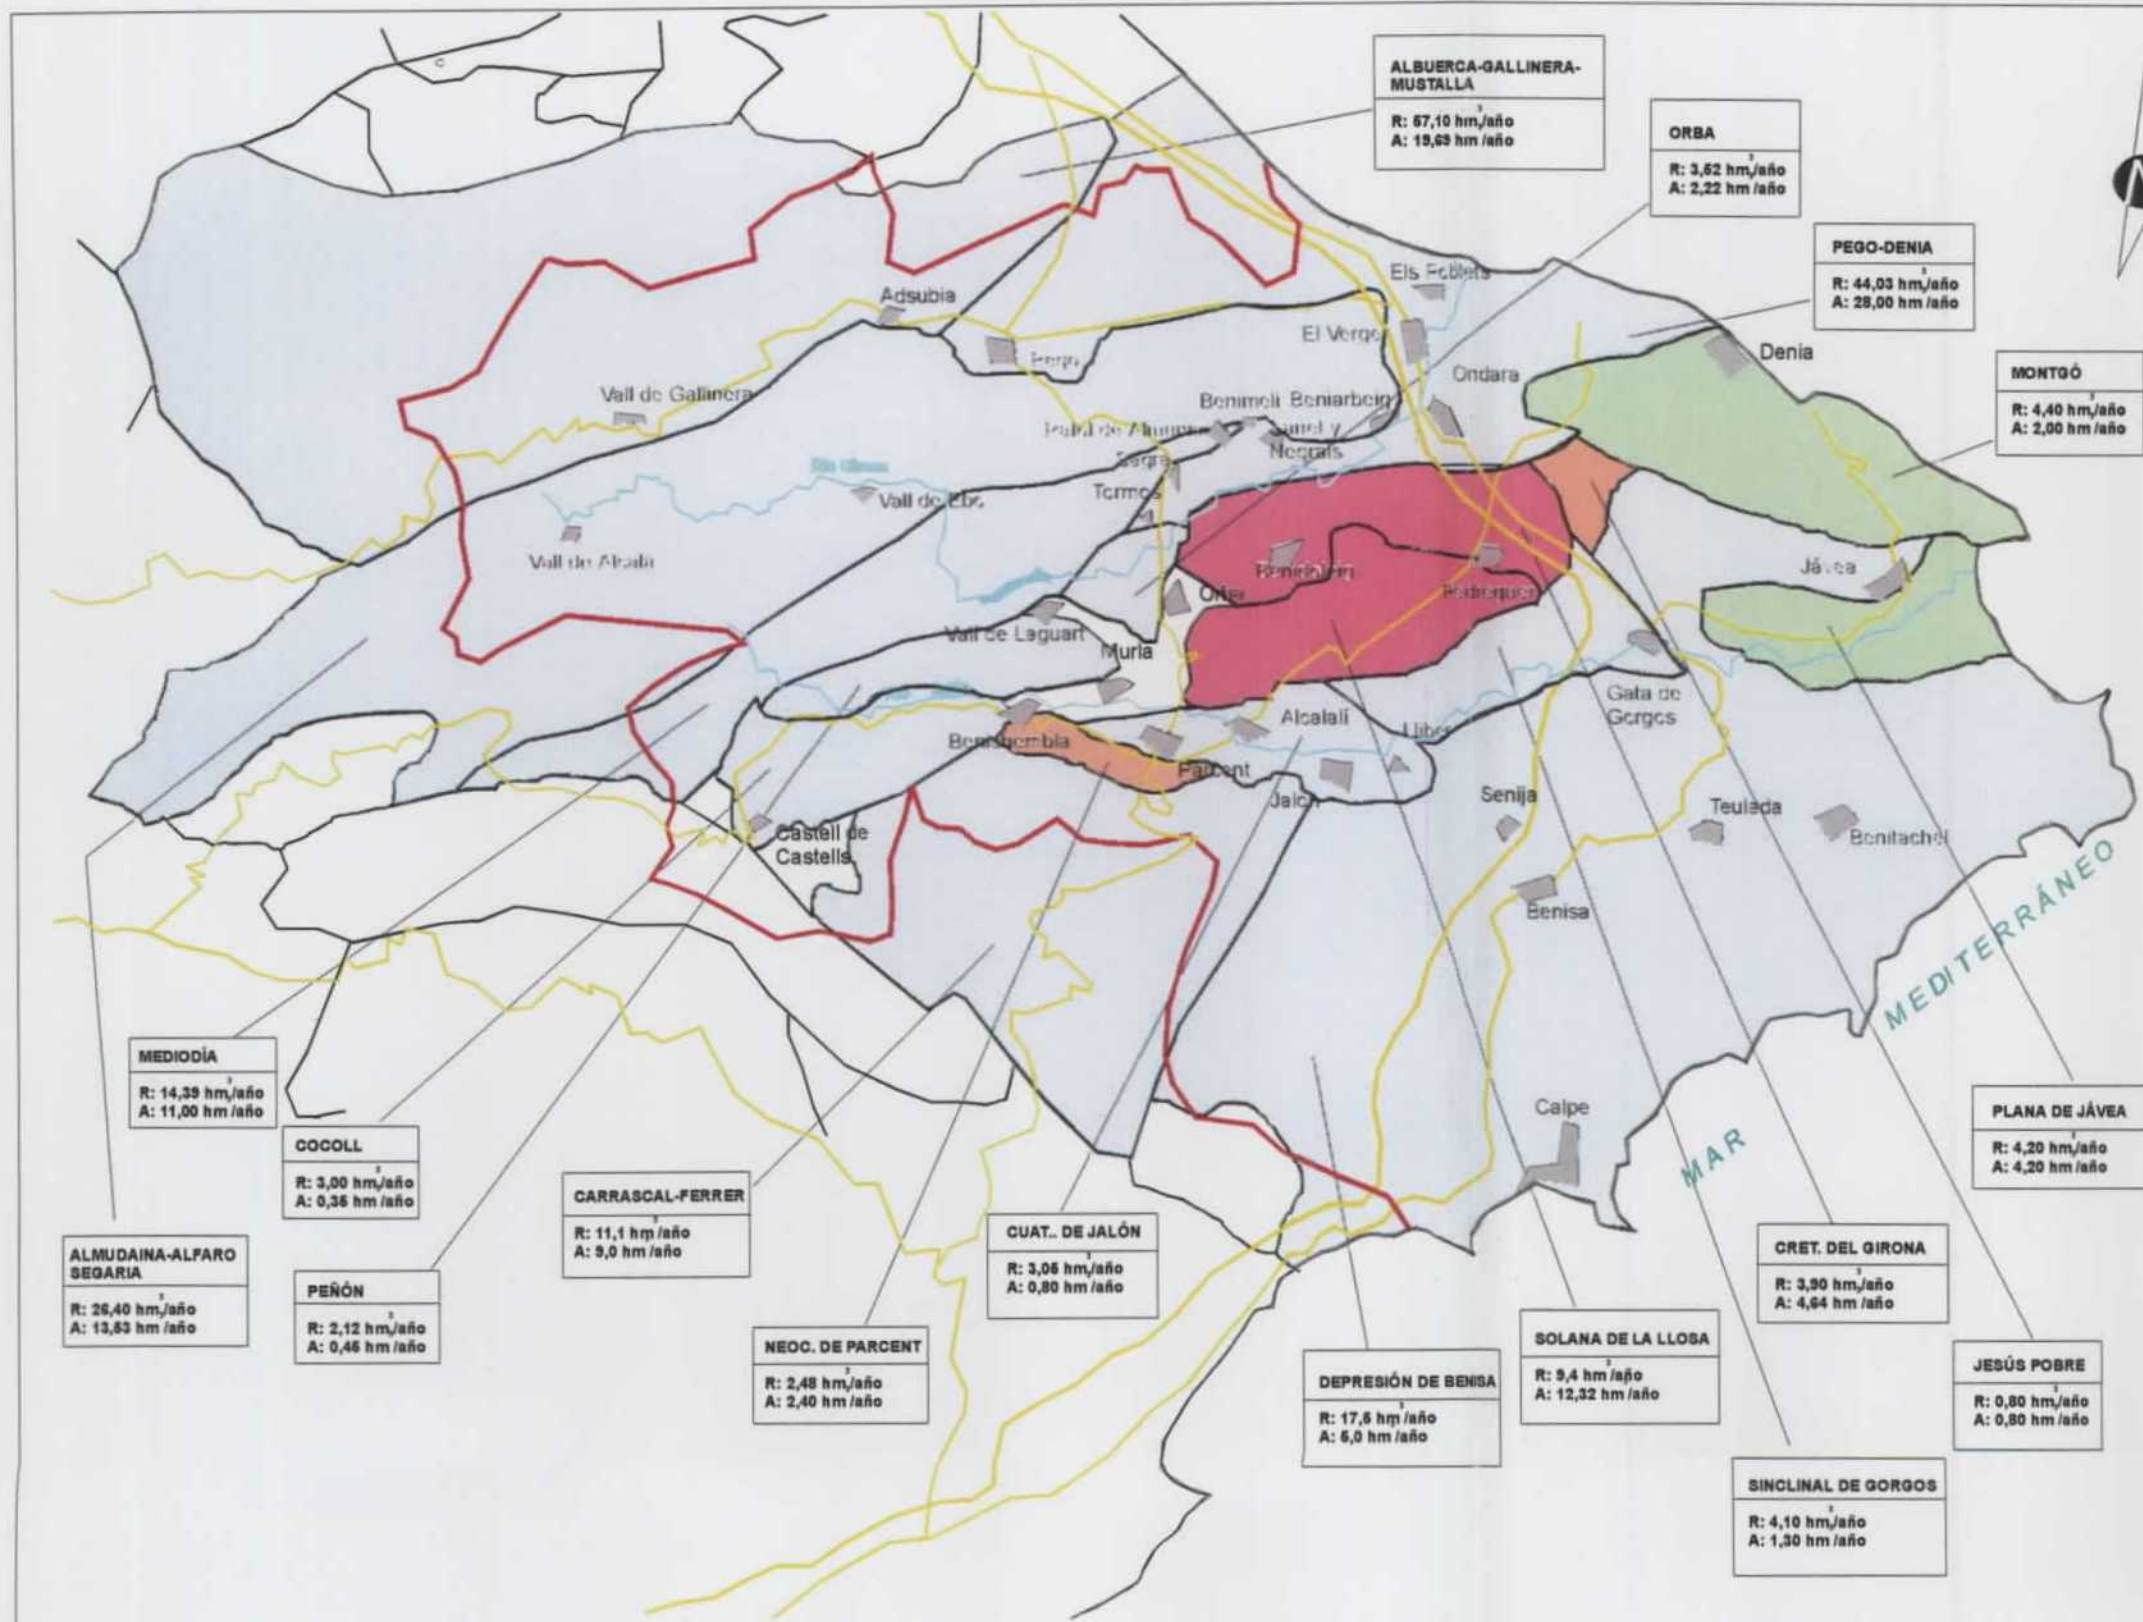 ALBUERCA-GALLINERA-
MUSTALLA
R: 57,10 hm³/año
A: 19,69 hm³/año
ORBA
R: 3,52 hm³/año
A: 2,22 hm³/año
PEGO-DENIA
R: 44,03 hm³/año
A: 28,00 hm³/año
MONTGÓ
R: 4,40 hm³/año
A: 2,00 hm³/año
N
Els Poblets
Adsubia
El Verge
Pego
Denia
Ondara
Vall de Gallinera
Benimeli Beniarbeig
Sanet y
Negrals
Sagra
Tormos
Vall de Ebo
Vall de Alcala
Jávea
Orba
Pedreguer
Vall de Laguart
Murla
Gata de
Gorgos
Alcalalí
Lliber
Benichembla
Parcent
Jalon
Senija
Teulada
Benitachel
Castell de
Castells
Benisa
MAR MEDITERRÁNEO
Calpe
MEDIODÍA
R: 14,39 hm³/año
A: 11,00 hm³/año
COCOLL
R: 3,00 hm³/año
A: 0,35 hm³/año
PLANA DE JÁVEA
R: 4,20 hm³/año
A: 4,20 hm³/año
CARRASCAL-FERRER
R: 11,1 hm³/año
A: 9,0 hm³/año
CUAT.. DE JALÓN
R: 3,05 hm³/año
A: 0,80 hm³/año
CRET. DEL GIRONA
R: 3,90 hm³/año
A: 4,64 hm³/año
ALMUDAINA-ALFARO
SEGARIA
R: 26,40 hm³/año
A: 13,53 hm³/año
PEÑÓN
R: 2,12 hm³/año
A: 0,45 hm³/año
NEOC. DE PARCENT
R: 2,48 hm³/año
A: 2,40 hm³/año
DEPRESIÓN DE BENISA
R: 17,5 hm³/año
A: 5,0 hm³/año
SOLANA DE LA LLOSA
R: 9,4 hm³/año
A: 12,32 hm³/año
JESÚS POBRE
R: 0,80 hm³/año
A: 0,80 hm³/año
SINCLINAL DE GORGOS
R: 4,10 hm³/año
A: 1,30 hm³/año